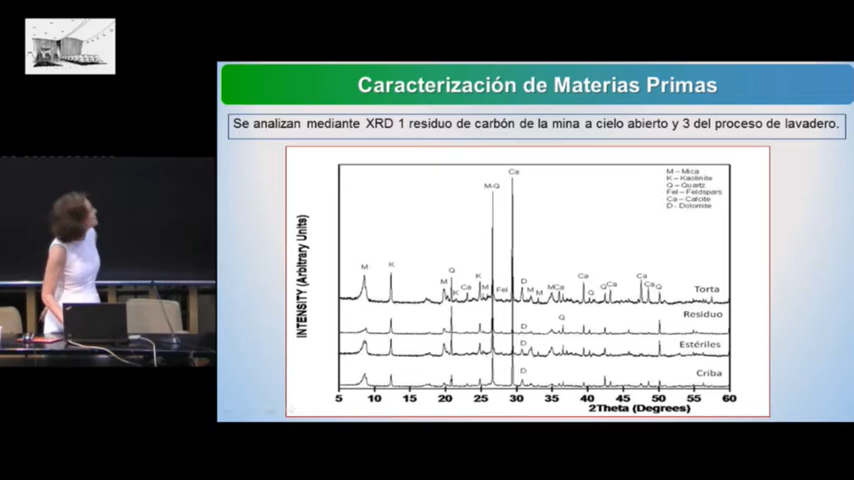 Caracterización de Materias Primas
Se analizan mediante XRD 1 residuo de carbón de la mina a cielo abierto y 3 del proceso de lavadero.
Ca
M-Q
M – Mica
K – Kaolinite
Q – Quartz
Fel – Feldspars
Ca – Calcite
D - Dolomite
INTENSITY (Arbitrary Units)
M
K
M
Q
K
Ca
K
M
Fel
D
M
M
MCa
Ca
Q
Q
Ca
Ca
Ca
Q
Torta
Residuo
D
Q
Estériles
D
Criba
D
5 10 15 20 25 30 35 40 45 50 55 60
2Theta (Degrees)